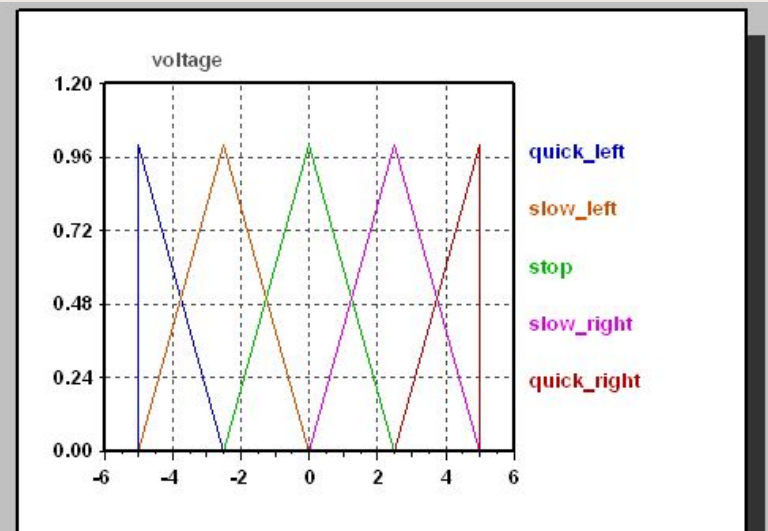 voltage
1.20
0.96
0.72
0.48
0.24
0.00
-6 -4 -2 0 2 4 6
quick_left
slow_left
stop
slow_right
quick_right